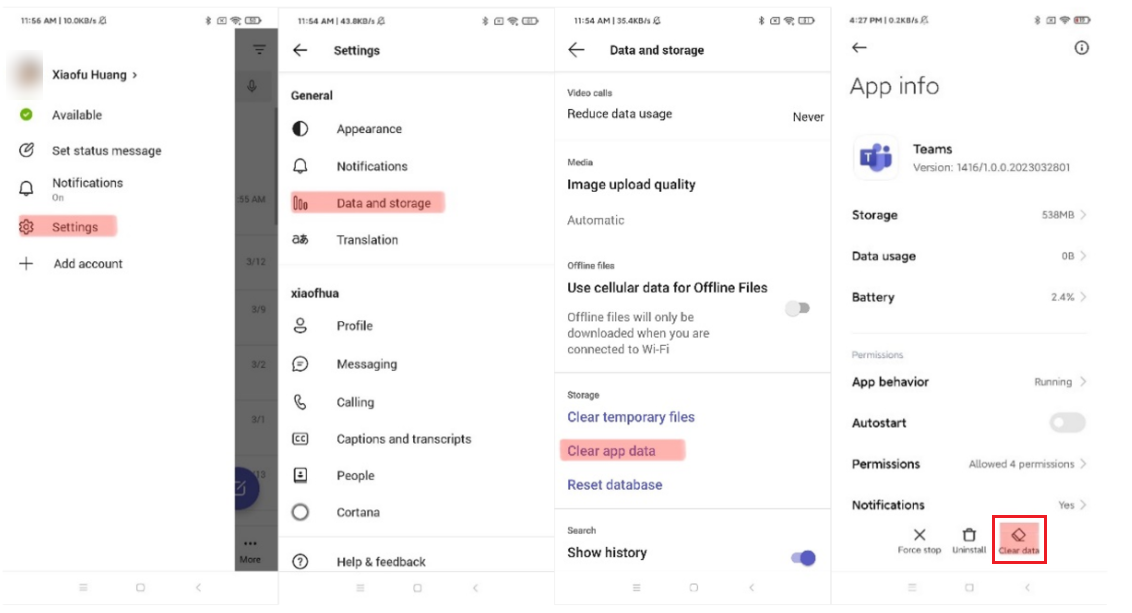 11:56 AM | 10.0KB/s
Xiaofu Huang >
Available
Set status message
Notifications
On
Settings
Add account
:55 AM
3/12
3/9
3/2
3/1
More
11:54 AM | 43.8KB/s
Settings
General
Appearance
Notifications
Data and storage
Translation
xiaofhua
Profile
Messaging
Calling
CC
Captions and transcripts
People
Cortana
Help & feedback
11:54 AM | 35.4KB/s
Data and storage
Video calls
Reduce data usage
Never
Media
Image upload quality
Automatic
Offline files
Use cellular data for Offline Files
Offline files will only be
downloaded when you are
connected to Wi-Fi
Storage
Clear temporary files
Clear app data
Reset database
Search
Show history
4:27 PM | 0.2KB/s
App info
Teams
Version: 1416/1.0.0.2023032801
Storage 538MB >
Data usage 0B >
Battery 2.4% >
Permissions
App behavior Running >
Autostart
Permissions Allowed 4 permissions >
Notifications Yes >
Force stop Uninstall Clear data